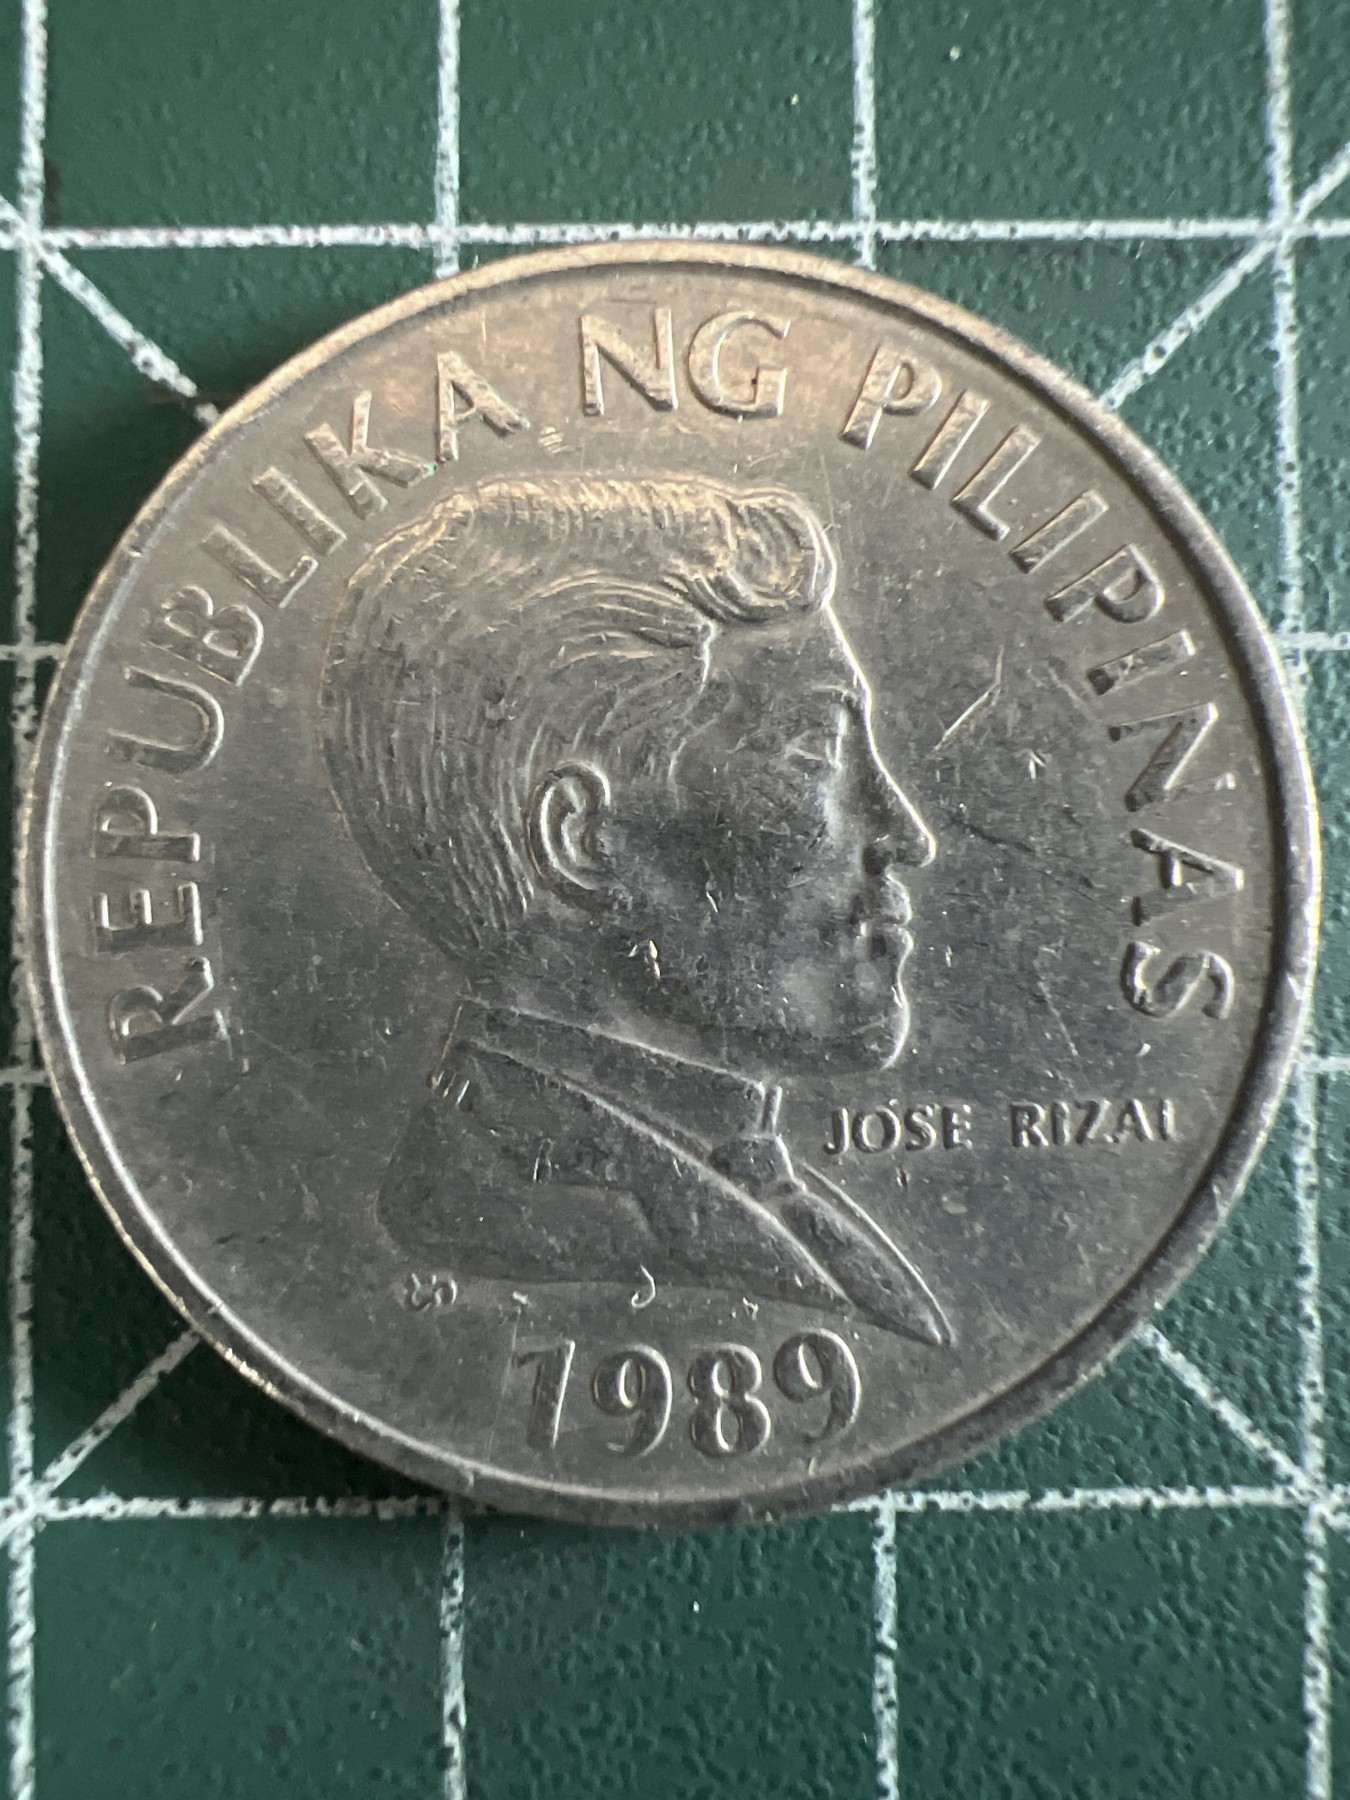 REPUBLIKA NG PILIPINAS
JOSE RIZAL
1989